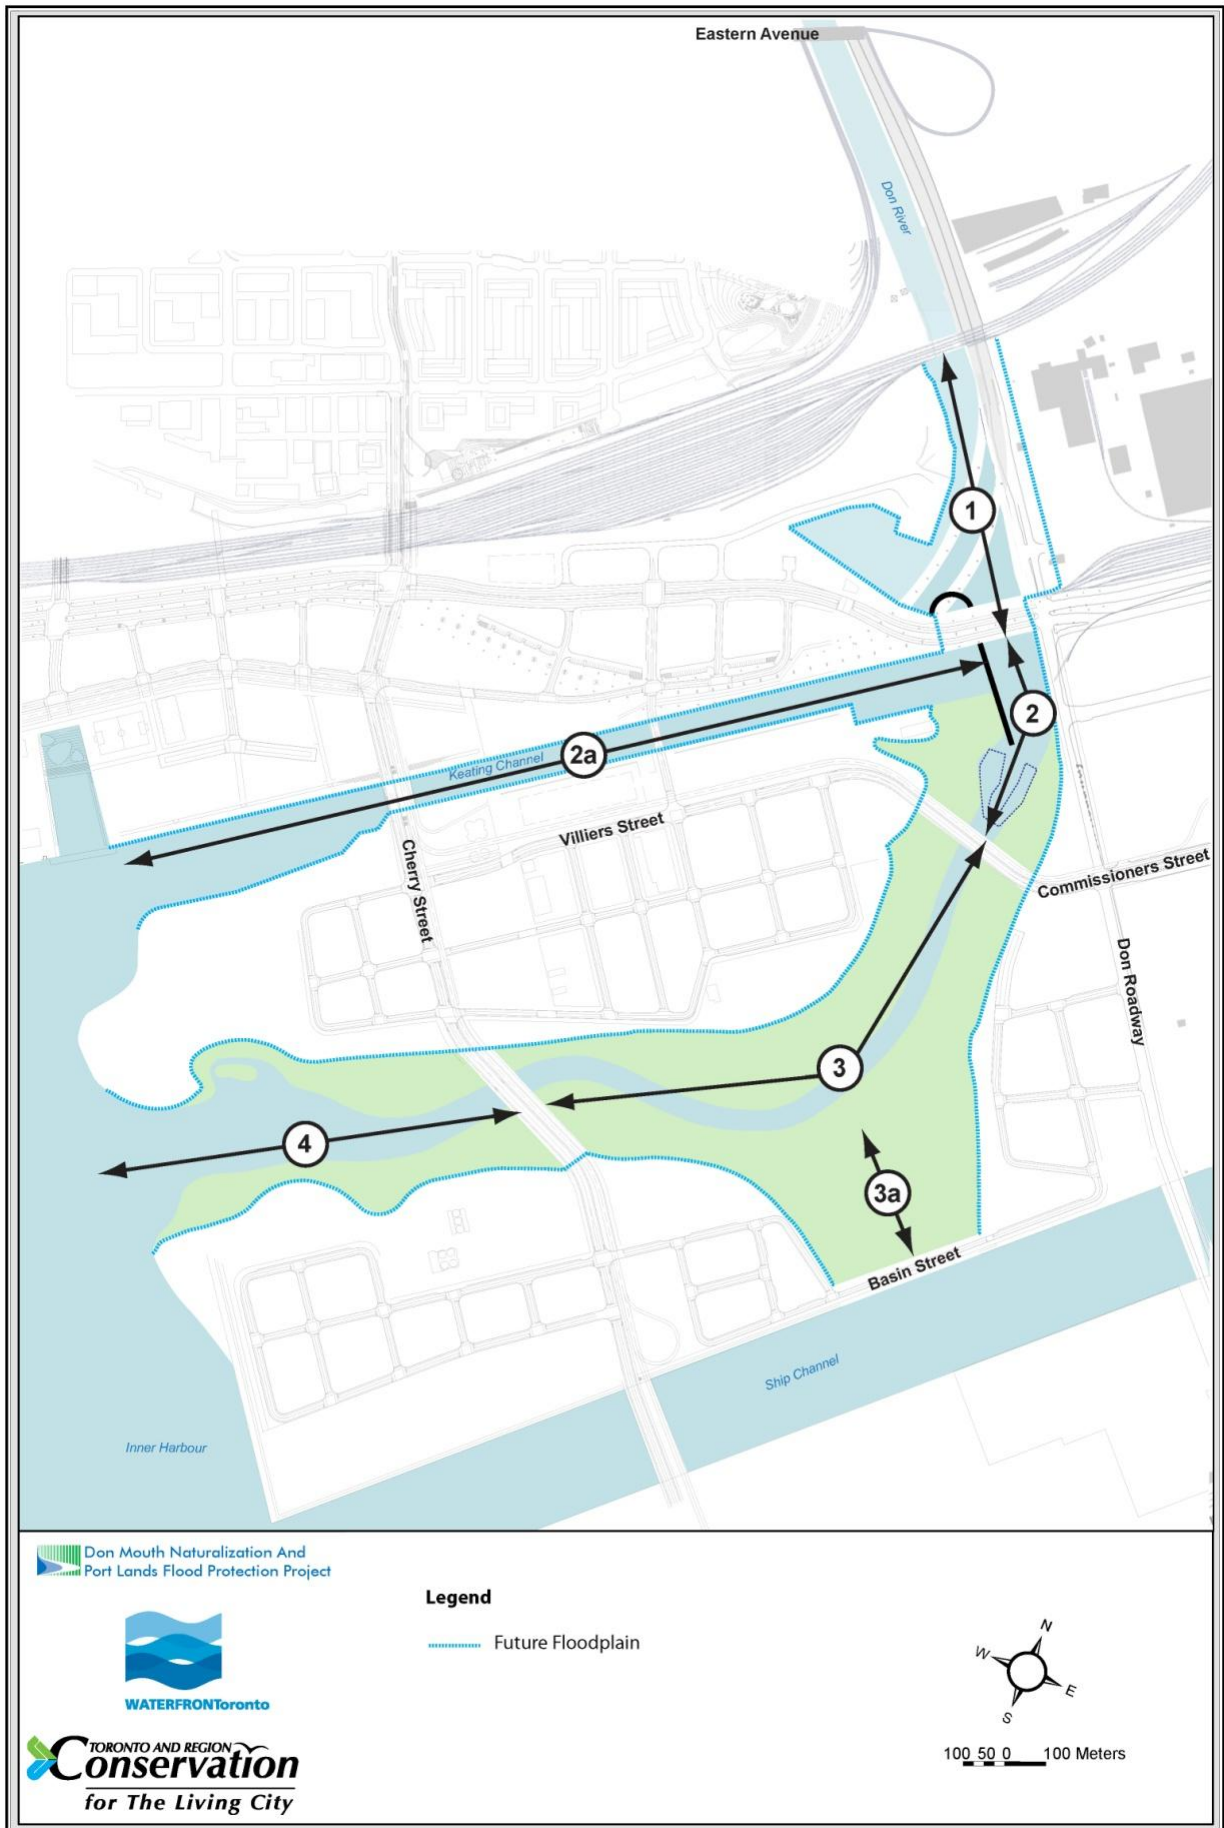 Eastern Avenue
Don River
1
2
2a
Keating Channel
Villiers Street
Cherry Street
Commissioners Street
Don Roadway
3
4
3a
Basin Street
Ship Channel
Inner Harbour
Don Mouth Naturalization And
Port Lands Flood Protection Project
WATERFRONToronto
TORONTO AND REGION
Conservation
for The Living City
Legend
Future Floodplain
N
W
E
S
100 50 0 100 Meters